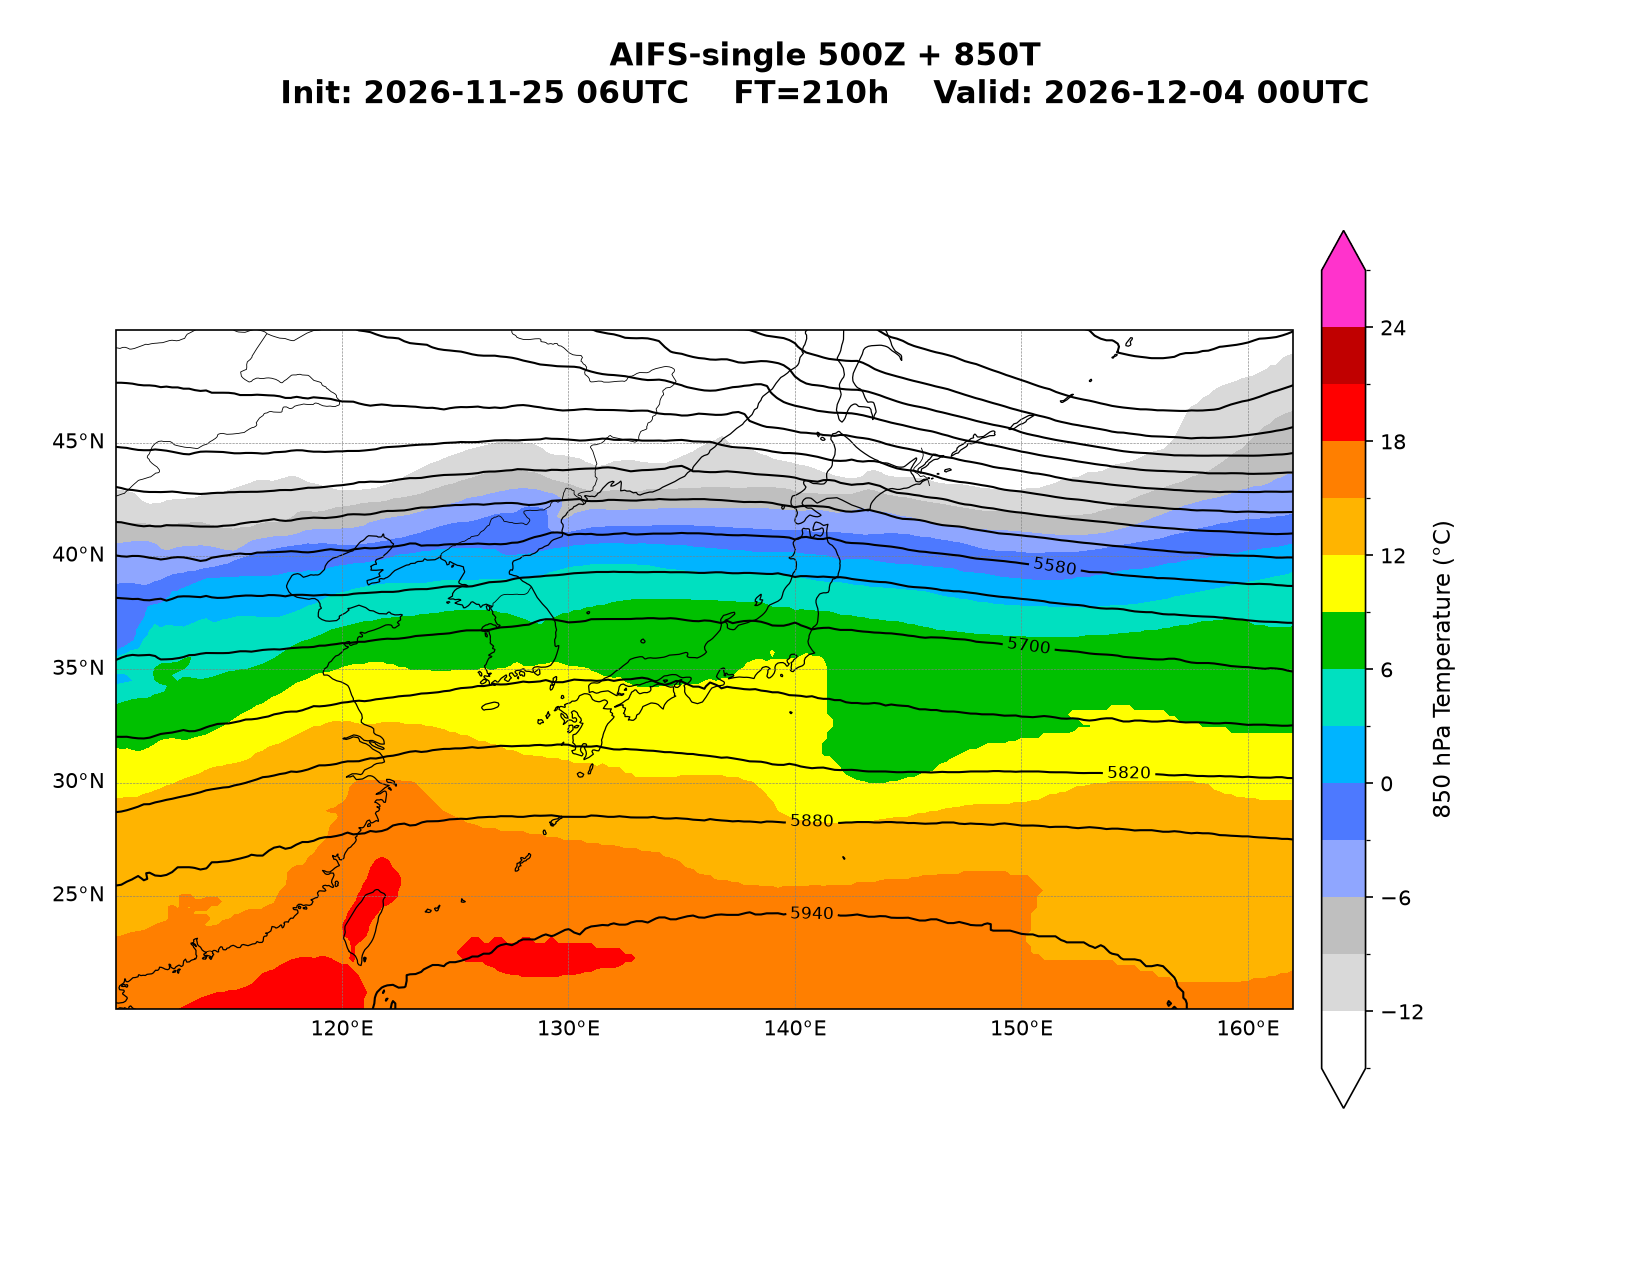 AIFS-single 500Z + 850T
Init: 2026-11-25 06UTC    FT=210h    Valid: 2026-12-04 00UTC
24
18
12
6
0
−6
−12
850 hPa Temperature (°C)
45°N
40°N
35°N
30°N
25°N
5580
5700
5820
5880
5940
120°E
130°E
140°E
150°E
160°E